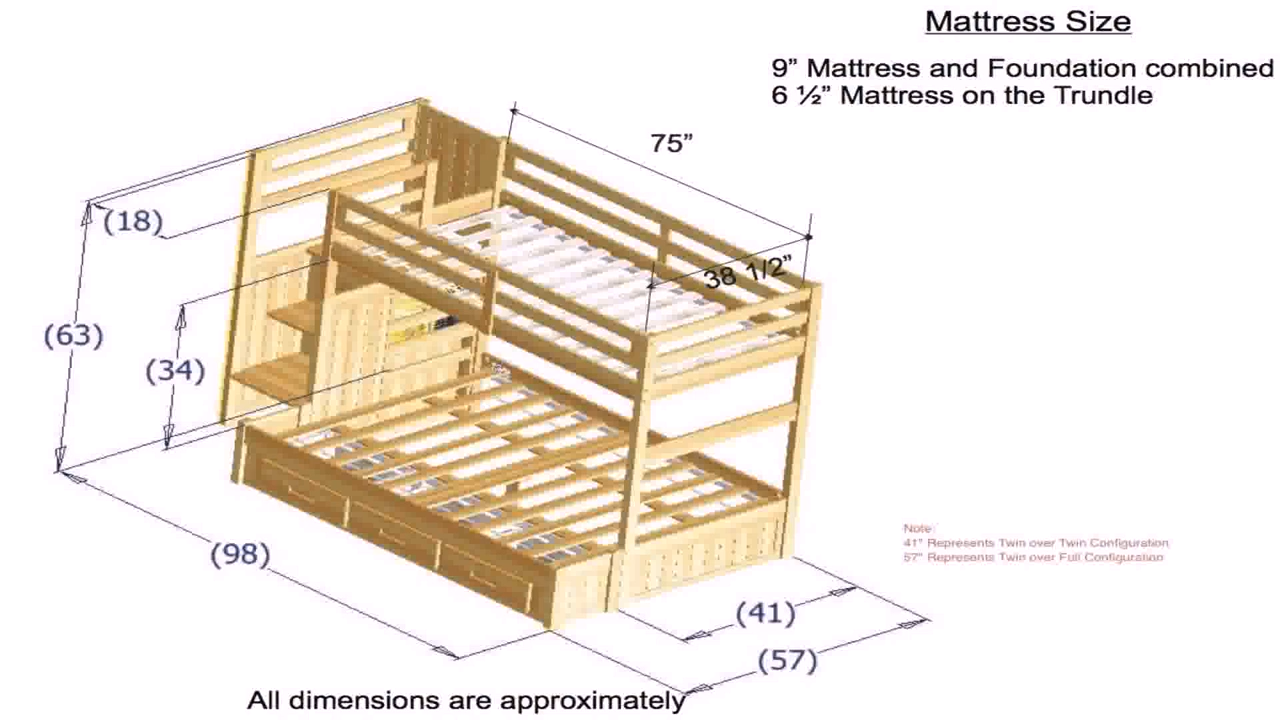 Mattress Size
9” Mattress and Foundation combined
6 ½” Mattress on the Trundle
75”
(18)
38 1/2”
(63)
(34)
Note:
41" Represents Twin over Twin Configuration
57" Represents Twin over Full Configuration
(98)
(41)
(57)
All dimensions are approximately